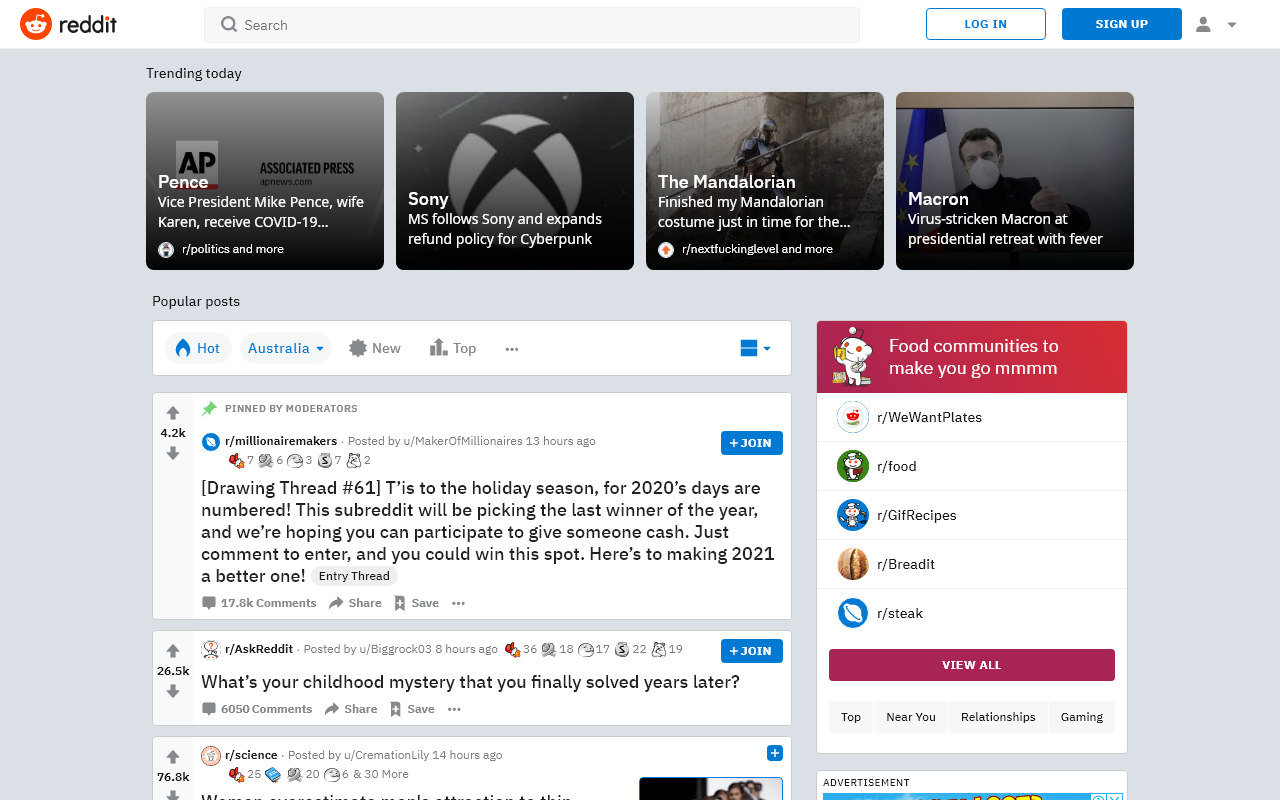 reddit
Search
LOG IN
SIGN UP
Trending today
AP
ASSOCIATED PRESS
apnews.com
Pence
Vice President Mike Pence, wife
Karen, receive COVID-19...
r/politics and more
Sony
MS follows Sony and expands
refund policy for Cyberpunk
The Mandalorian
Finished my Mandalorian
costume just in time for the...
r/nextfuckinglevel and more
Macron
Virus-stricken Macron at
presidential retreat with fever
Popular posts
Hot
Australia
New
Top
4.2k
PINNED BY MODERATORS
r/millionairemakers · Posted by u/MakerOfMillionaires 13 hours ago
+ JOIN
7 6 3 7 2
[Drawing Thread #61] T’is to the holiday season, for 2020’s days are
numbered! This subreddit will be picking the last winner of the year,
and we’re hoping you can participate to give someone cash. Just
comment to enter, and you could win this spot. Here’s to making 2021
a better one! Entry Thread
17.8k Comments Share Save
26.5k
r/AskReddit · Posted by u/Biggrock03 8 hours ago 36 18 17 22 19
+ JOIN
What’s your childhood mystery that you finally solved years later?
6050 Comments Share Save
76.8k
r/science · Posted by u/CremationLily 14 hours ago
25 20 6 & 30 More
Women overestimate men's attraction to thin
Food communities to
make you go mmmm
r/WeWantPlates
r/food
r/GifRecipes
r/Breadit
r/steak
VIEW ALL
Top
Near You
Relationships
Gaming
ADVERTISEMENT